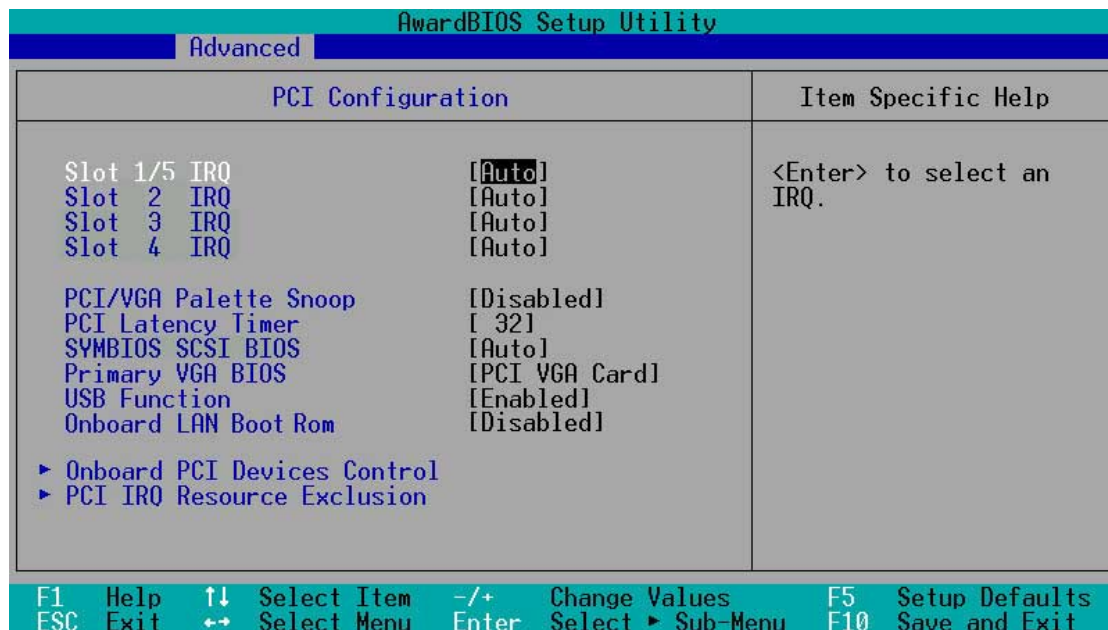 AwardBIOS Setup Utility
Advanced
PCI Configuration
Item Specific Help
Slot 1/5 IRQ [Auto]
Slot 2 IRQ [Auto]
Slot 3 IRQ [Auto]
Slot 4 IRQ [Auto]
PCI/VGA Palette Snoop [Disabled]
PCI Latency Timer [ 32]
SYMBIOS SCSI BIOS [Auto]
Primary VGA BIOS [PCI VGA Card]
USB Function [Enabled]
Onboard LAN Boot Rom [Disabled]
► Onboard PCI Devices Control
► PCI IRQ Resource Exclusion
<Enter> to select an
IRQ.
F1 Help ↑↓ Select Item -/+ Change Values F5 Setup Defaults
ESC Exit ←→ Select Menu Enter Select ► Sub-Menu F10 Save and Exit